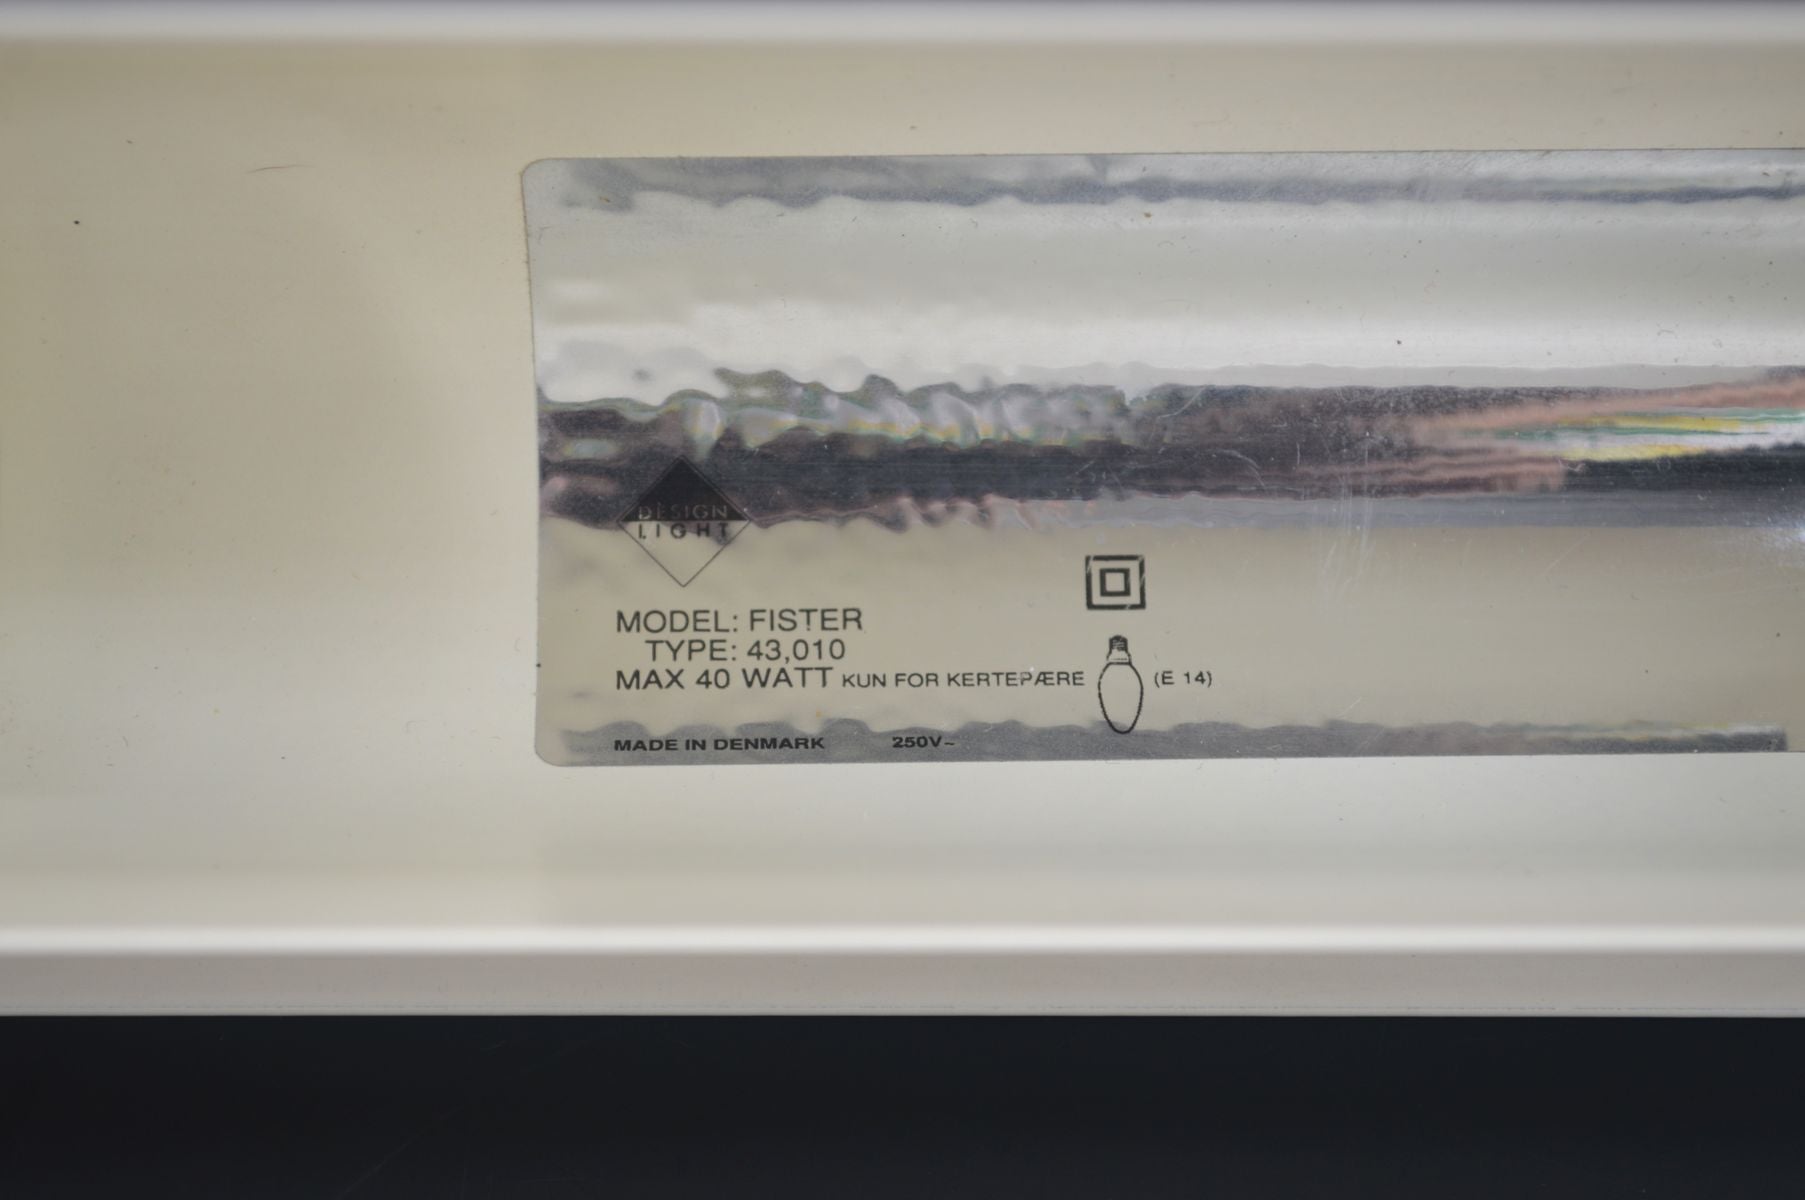 DESIGN
LIGHT
MODEL: FISTER
TYPE: 43,010
MAX 40 WATT KUN FOR KERTEPÆRE (E 14)
MADE IN DENMARK 250V~